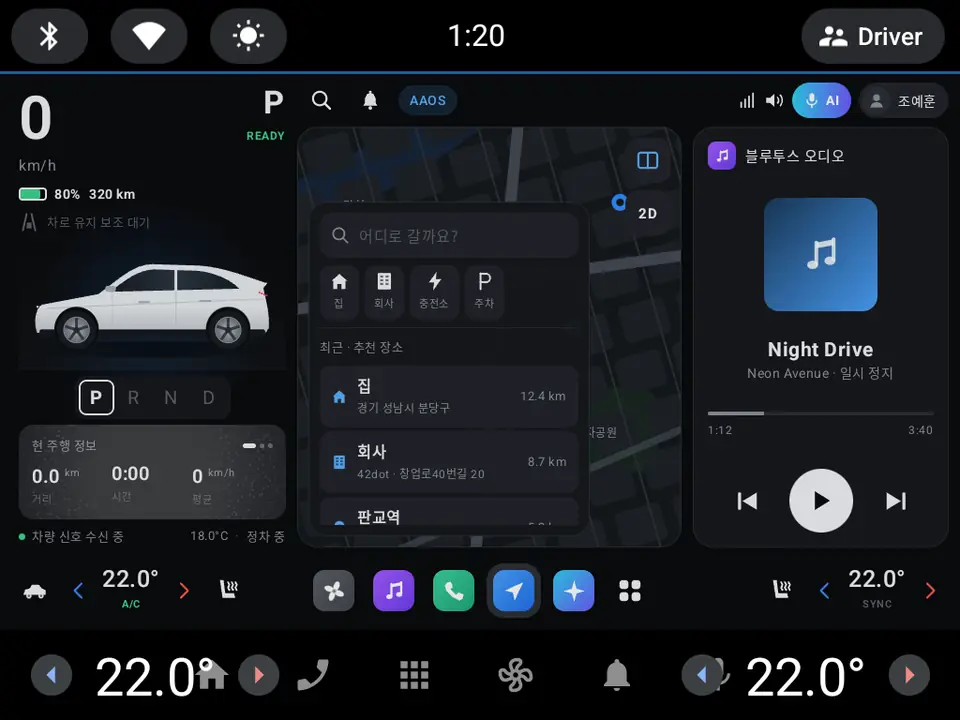 1:20
Driver
0
P
READY
km/h
80% 320 km
차로 유지 보조 대기
P R N D
현 주행 정보
0.0 km
0:00
0 km/h
거리
시간
평균
차량 신호 수신 중
18.0°C · 정차 중
AAOS
AI
조예훈
2D
어디로 갈까요?
집
회사
충전소
주차
최근 · 추천 장소
집
경기 성남시 분당구
12.4 km
회사
42dot · 창업로40번길 20
8.7 km
판교역
블루투스 오디오
Night Drive
Neon Avenue · 일시 정지
1:12
3:40
22.0°
A/C
22.0°
SYNC
22.0°
22.0°